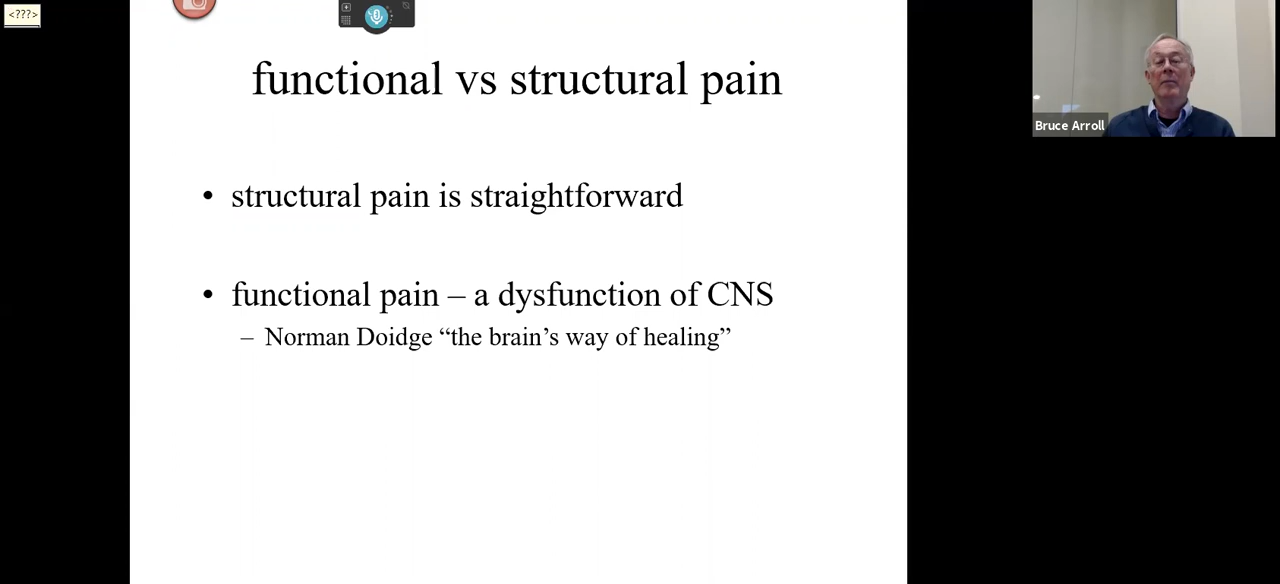 <???>
functional vs structural pain
• structural pain is straightforward
• functional pain – a dysfunction of CNS
– Norman Doidge “the brain’s way of healing”
Bruce Arroll